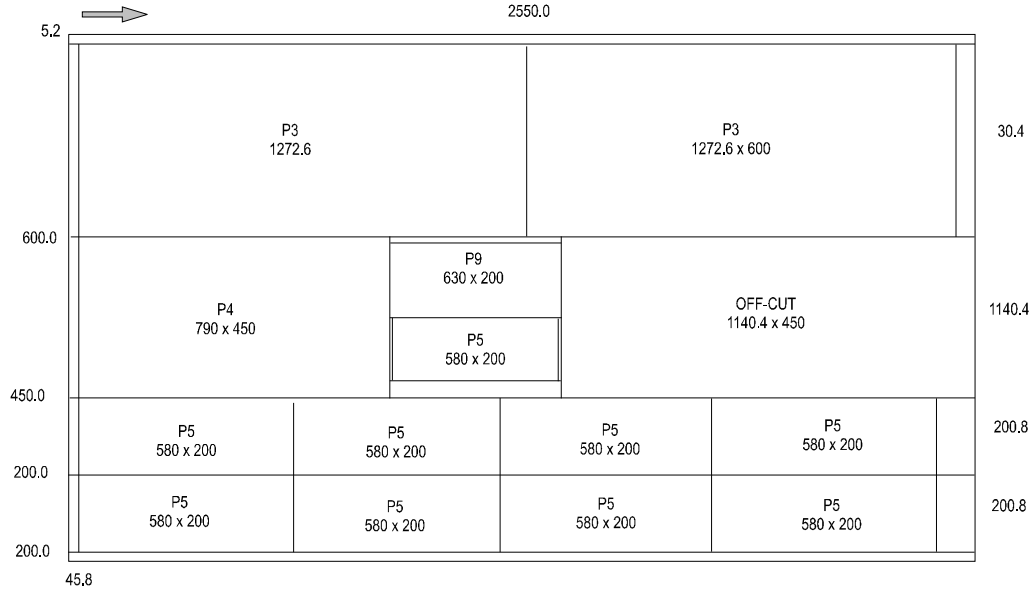 2550.0
5.2
P3
1272.6
P3
1272.6 x 600
30.4
600.0
P9
630 x 200
P4
790 x 450
OFF-CUT
1140.4 x 450
1140.4
P5
580 x 200
450.0
P5
580 x 200
P5
580 x 200
P5
580 x 200
P5
580 x 200
200.8
200.0
P5
580 x 200
P5
580 x 200
P5
580 x 200
P5
580 x 200
200.8
200.0
45.8